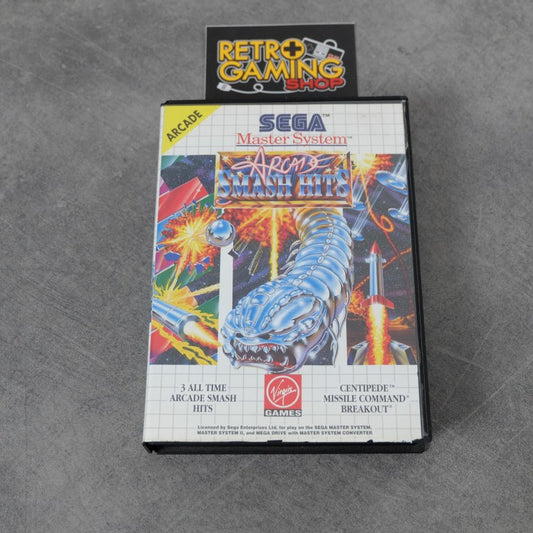 RETRO
GAMING
SHOP
ARCADE
SEGA™
Master System™
ARCADE
SMASH HITS
3 ALL TIME
ARCADE SMASH
HITS
Virgin
GAMES
CENTIPEDE™
MISSILE COMMAND®
BREAKOUT®
Licensed by Sega Enterprises Ltd. for play on the SEGA MASTER SYSTEM,
MASTER SYSTEM II, and MEGA DRIVE with MASTER SYSTEM CONVERTER